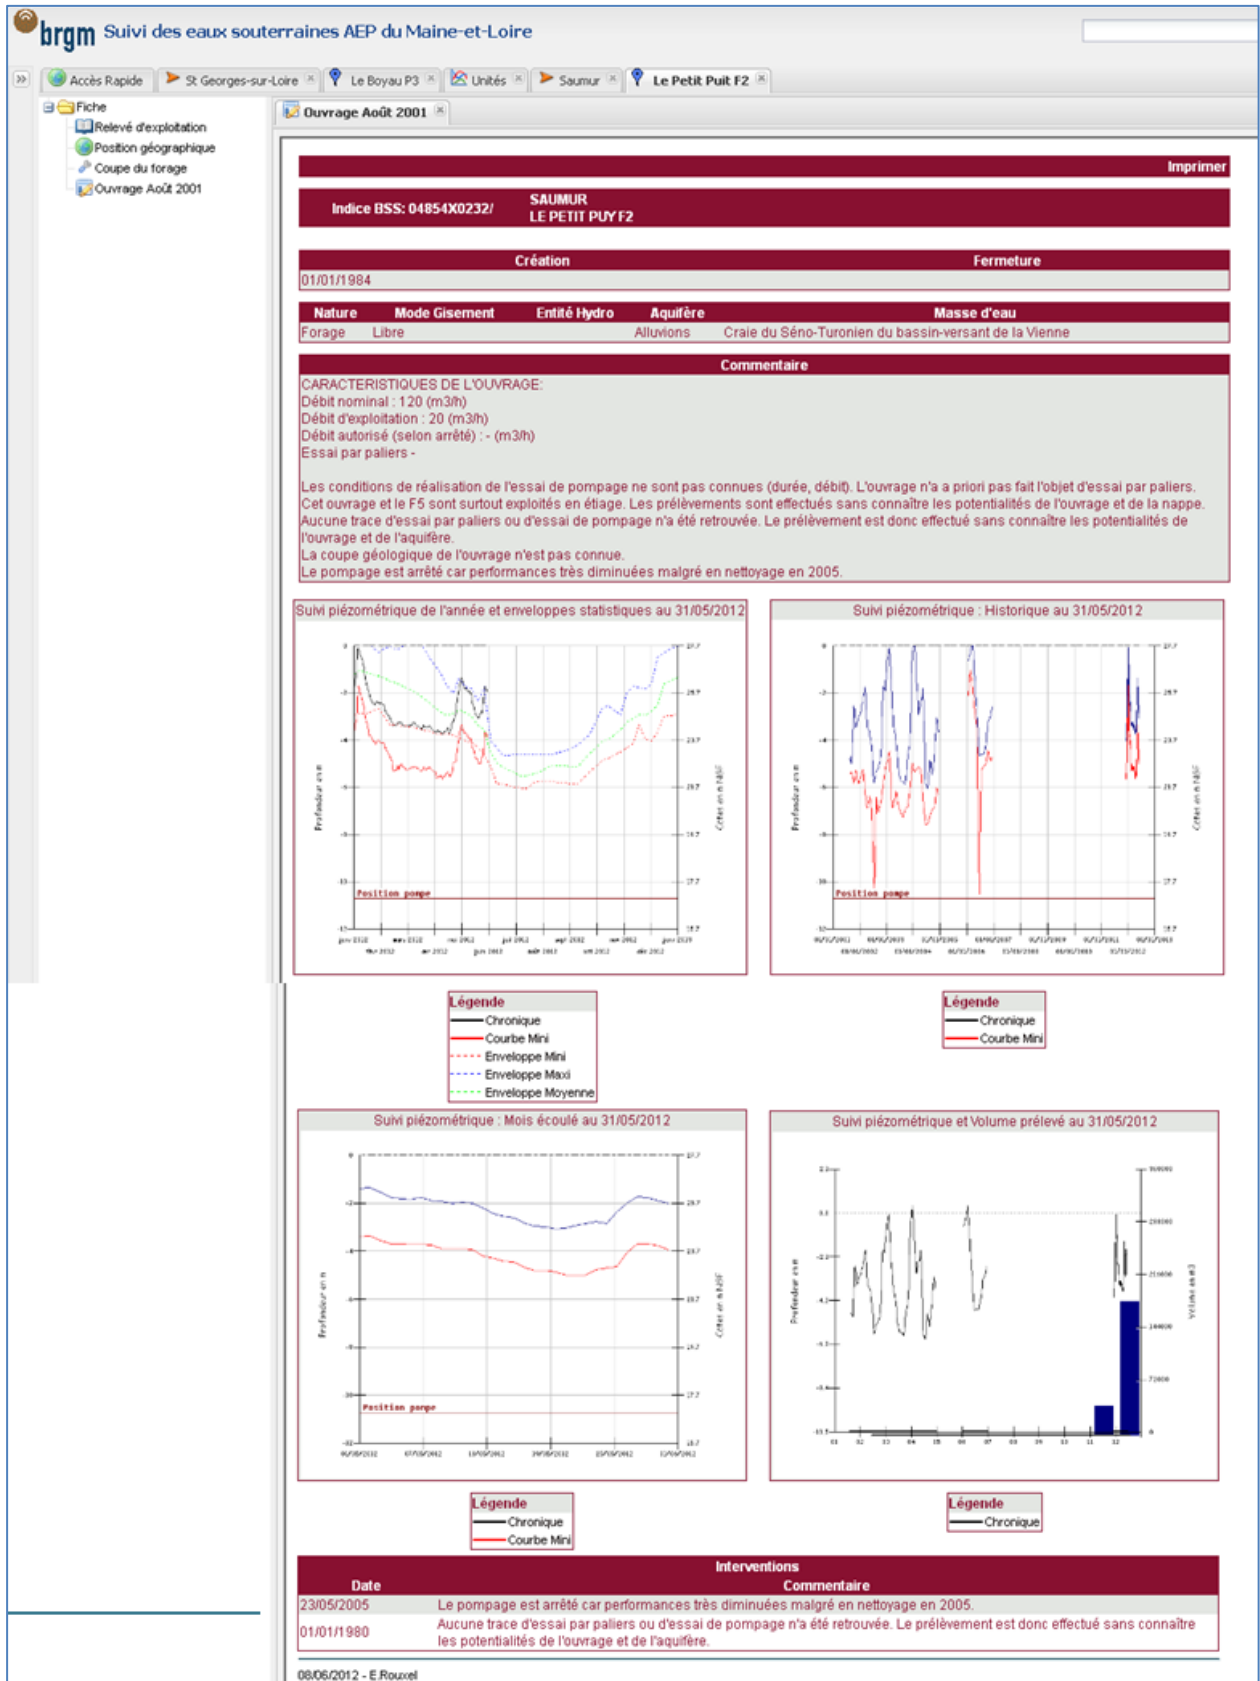 brgm Suivi des eaux souterraines AEP du Maine-et-Loire
Accès Rapide
St Georges-sur-Loire
Le Boyau P3
Unités
Saumur
Le Petit Puit F2
Fiche
Relevé d'exploitation
Position géographique
Coupe du forage
Ouvrage Août 2001
Ouvrage Août 2001
Imprimer
Indice BSS: 04854X0232/
SAUMUR
LE PETIT PUY F2
Création Fermeture
01/01/1984
Nature Mode Gisement Entité Hydro Aquifère Masse d'eau
Forage Libre Alluvions Craie du Séno-Turonien du bassin-versant de la Vienne
Commentaire
CARACTERISTIQUES DE L'OUVRAGE:
Débit nominal : 120 (m3/h)
Débit d'exploitation : 20 (m3/h)
Débit autorisé (selon arrêté) : - (m3/h)
Essai par paliers -
Les conditions de réalisation de l'essai de pompage ne sont pas connues (durée, débit). L'ouvrage n'a a priori pas fait l'objet d'essai par paliers.
Cet ouvrage et le F5 sont surtout exploités en étiage. Les prélèvements sont effectués sans connaître les potentialités de l'ouvrage et de la nappe.
Aucune trace d'essai par paliers ou d'essai de pompage n'a été retrouvée. Le prélèvement est donc effectué sans connaître les potentialités de
l'ouvrage et de l'aquifère.
La coupe géologique de l'ouvrage n'est pas connue.
Le pompage est arrêté car performances très diminuées malgré en nettoyage en 2005.
Suivi piézométrique de l'année et enveloppes statistiques au 31/05/2012
Profondeur en m
Position pompe
Suivi piézométrique : Historique au 31/05/2012
Profondeur en m
Position pompe
Légende
Chronique
Courbe Mini
Enveloppe Mini
Enveloppe Maxi
Enveloppe Moyenne
Légende
Chronique
Courbe Mini
Suivi piézométrique : Mois écoulé au 31/05/2012
Profondeur en m
Position pompe
Suivi piézométrique et Volume prélevé au 31/05/2012
Profondeur en m
Volume en m3
Légende
Chronique
Courbe Mini
Légende
Chronique
Interventions
Date Commentaire
23/05/2005 Le pompage est arrêté car performances très diminuées malgré en nettoyage en 2005.
01/01/1980 Aucune trace d'essai par paliers ou d'essai de pompage n'a été retrouvée. Le prélèvement est donc effectué sans connaître
les potentialités de l'ouvrage et de l'aquifère.
08/06/2012 - E.Rouxel